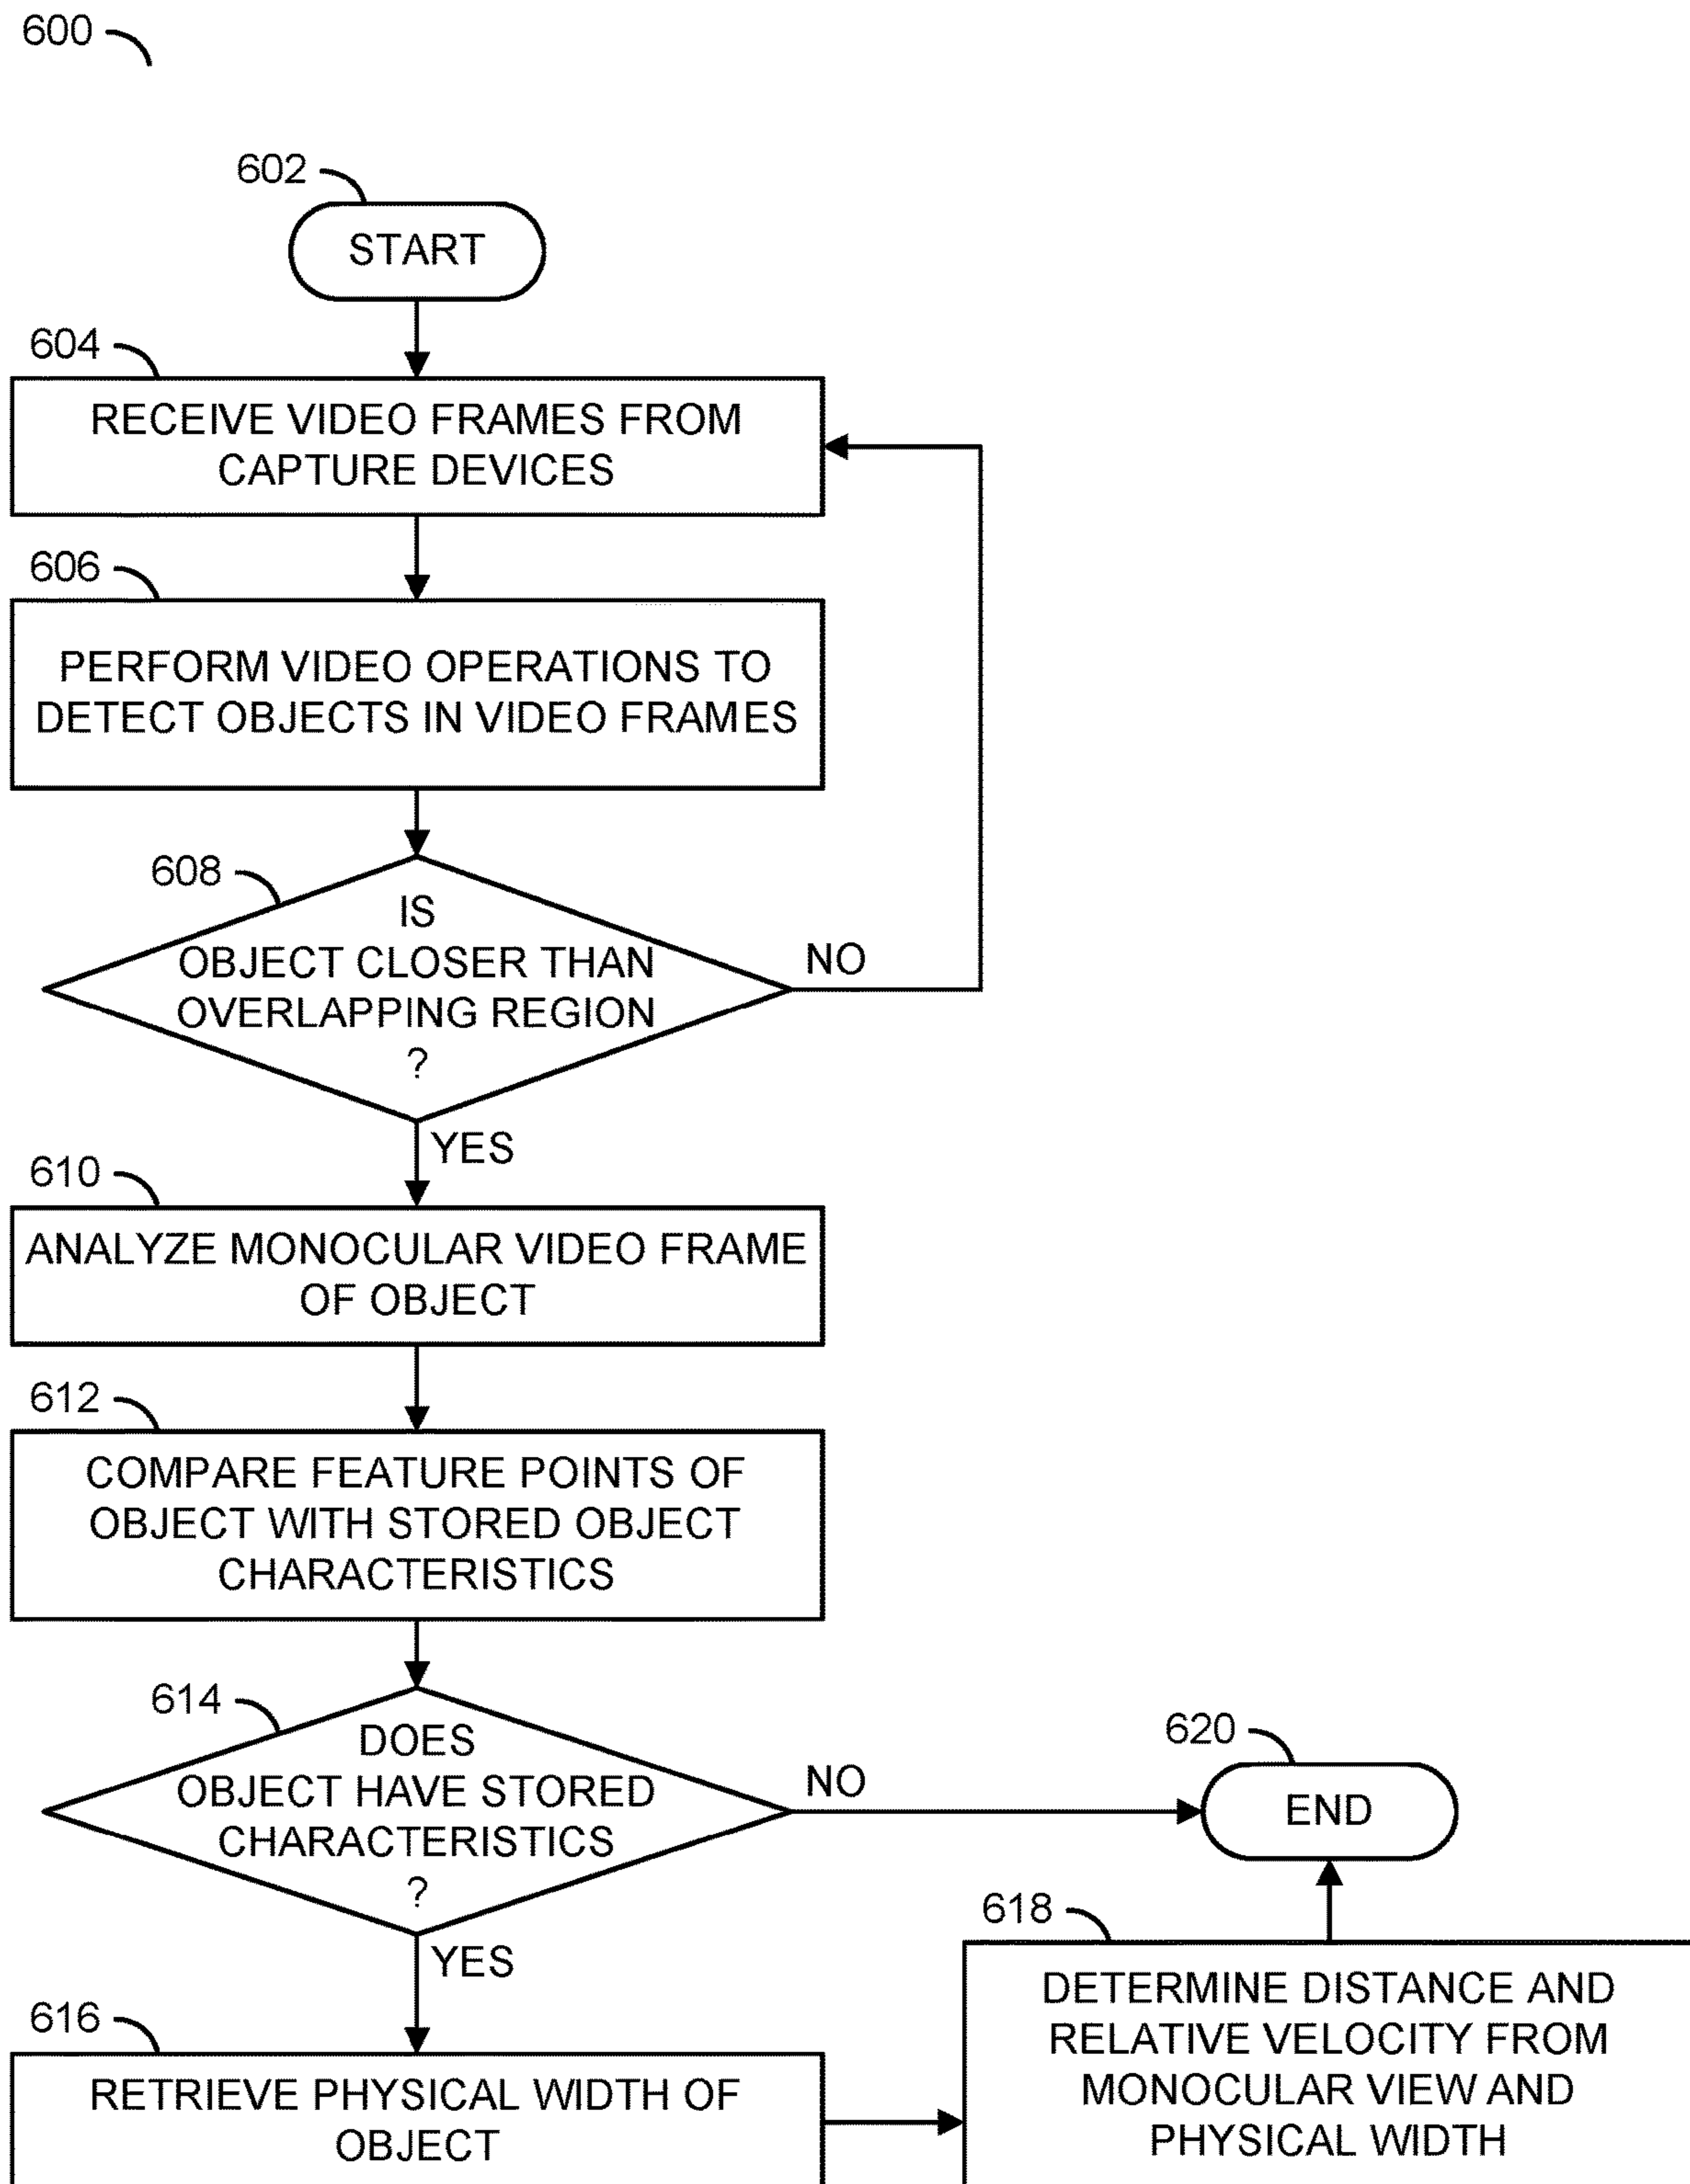 600
602
START
604
RECEIVE VIDEO FRAMES FROM
CAPTURE DEVICES
606
PERFORM VIDEO OPERATIONS TO
DETECT OBJECTS IN VIDEO FRAMES
608
IS
OBJECT CLOSER THAN
OVERLAPPING REGION
?
NO
YES
610
ANALYZE MONOCULAR VIDEO FRAME
OF OBJECT
612
COMPARE FEATURE POINTS OF
OBJECT WITH STORED OBJECT
CHARACTERISTICS
614
DOES
OBJECT HAVE STORED
CHARACTERISTICS
?
NO
YES
616
RETRIEVE PHYSICAL WIDTH OF
OBJECT
618
DETERMINE DISTANCE AND
RELATIVE VELOCITY FROM
MONOCULAR VIEW AND
PHYSICAL WIDTH
620
END